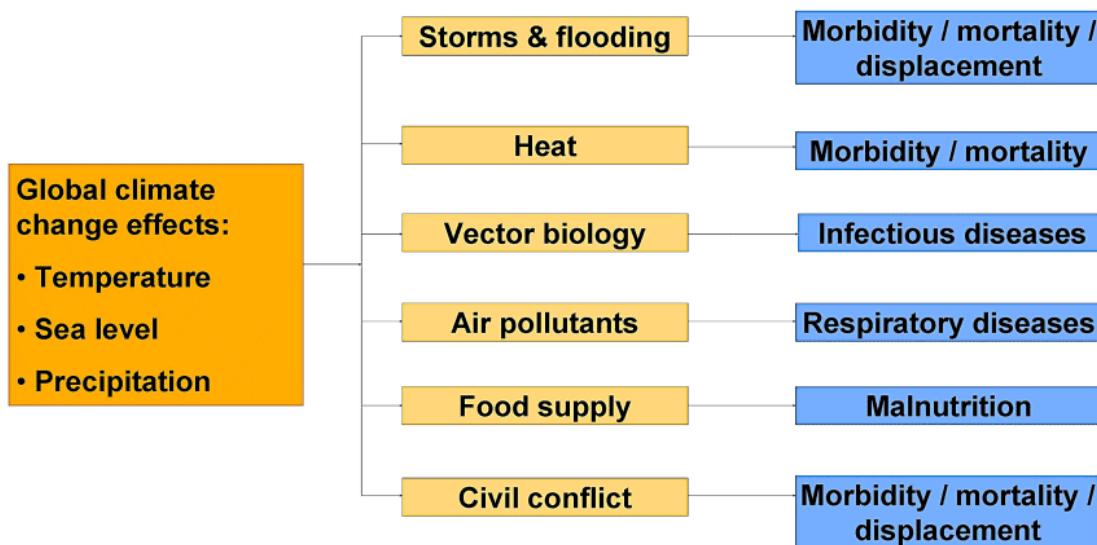 Global climate
change effects:
• Temperature
• Sea level
• Precipitation
Storms & flooding
Morbidity / mortality /
displacement
Heat
Morbidity / mortality
Vector biology
Infectious diseases
Air pollutants
Respiratory diseases
Food supply
Malnutrition
Civil conflict
Morbidity / mortality /
displacement